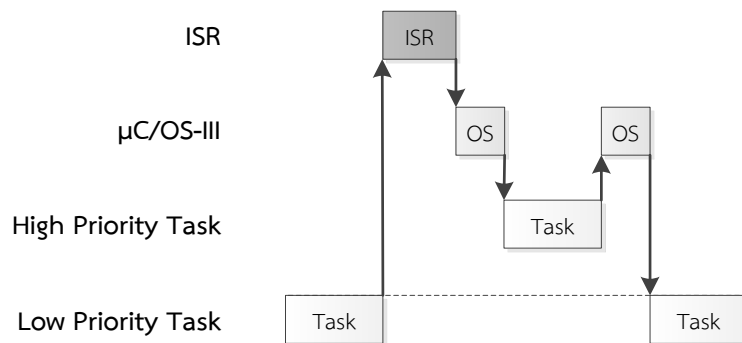 ISR ISR
µC/OS-III OS OS
High Priority Task Task
Low Priority Task Task Task